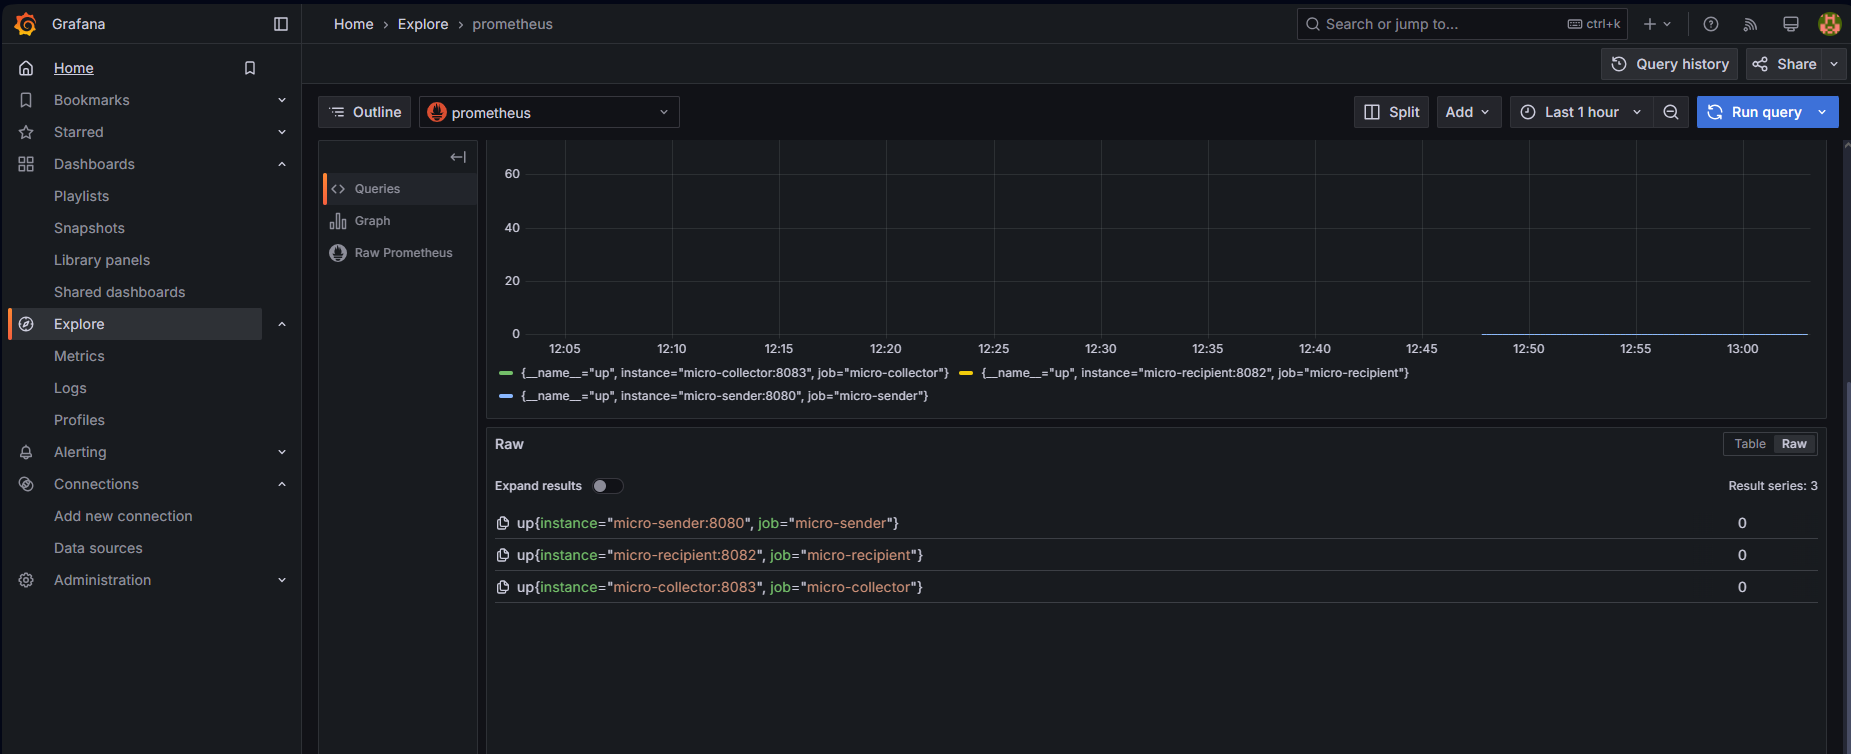 Grafana
Home › Explore › prometheus
Search or jump to... ctrl+k
Home
Query history
Share
Bookmarks
Starred
Dashboards
Playlists
Snapshots
Library panels
Shared dashboards
Explore
Metrics
Logs
Profiles
Alerting
Connections
Add new connection
Data sources
Administration
Outline
prometheus
Split
Add
Last 1 hour
Run query
Queries
Graph
Raw Prometheus
60
40
20
0
12:05 12:10 12:15 12:20 12:25 12:30 12:35 12:40 12:45 12:50 12:55 13:00
{__name__="up", instance="micro-collector:8083", job="micro-collector"} {__name__="up", instance="micro-recipient:8082", job="micro-recipient"}
{__name__="up", instance="micro-sender:8080", job="micro-sender"}
Raw
Table Raw
Expand results
Result series: 3
up{instance="micro-sender:8080", job="micro-sender"} 0
up{instance="micro-recipient:8082", job="micro-recipient"} 0
up{instance="micro-collector:8083", job="micro-collector"} 0